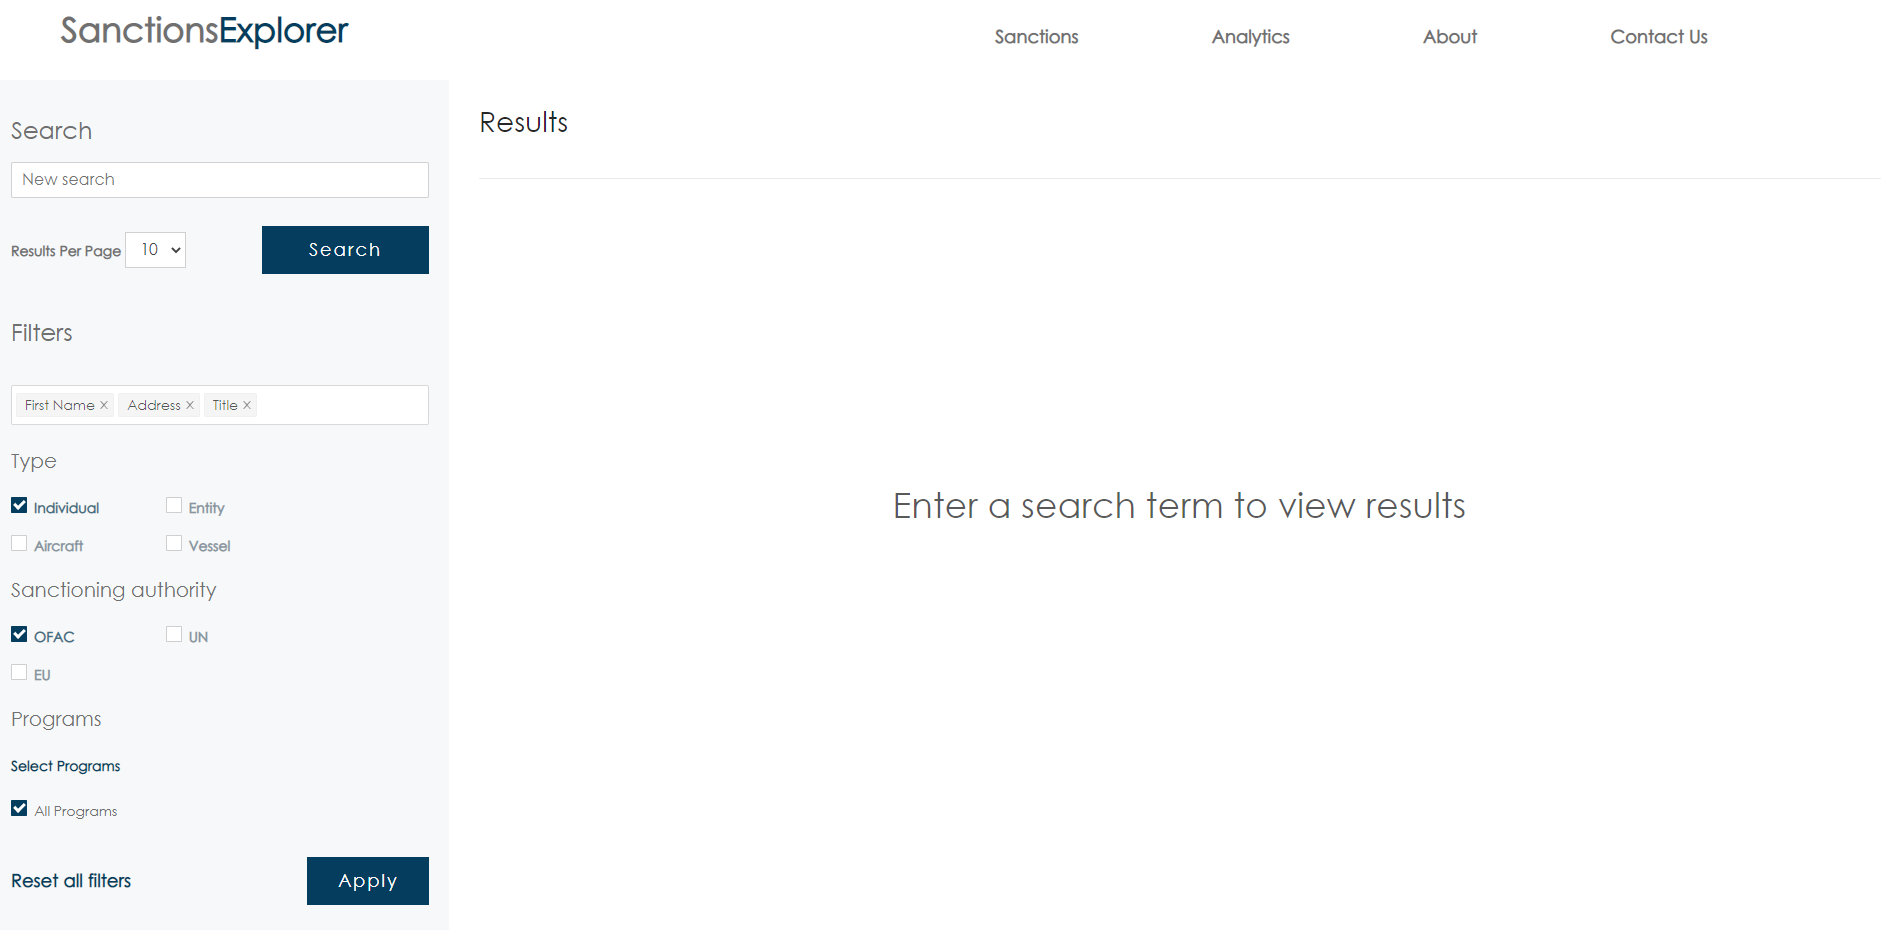 SanctionsExplorer
Sanctions Analytics About Contact Us
Search
New search
Results Per Page 10 Search
Filters
First Name X Address X Title X
Type
Individual Entity
Aircraft Vessel
Sanctioning authority
OFAC UN
EU
Programs
Select Programs
All Programs
Reset all filters Apply
Results
Enter a search term to view results